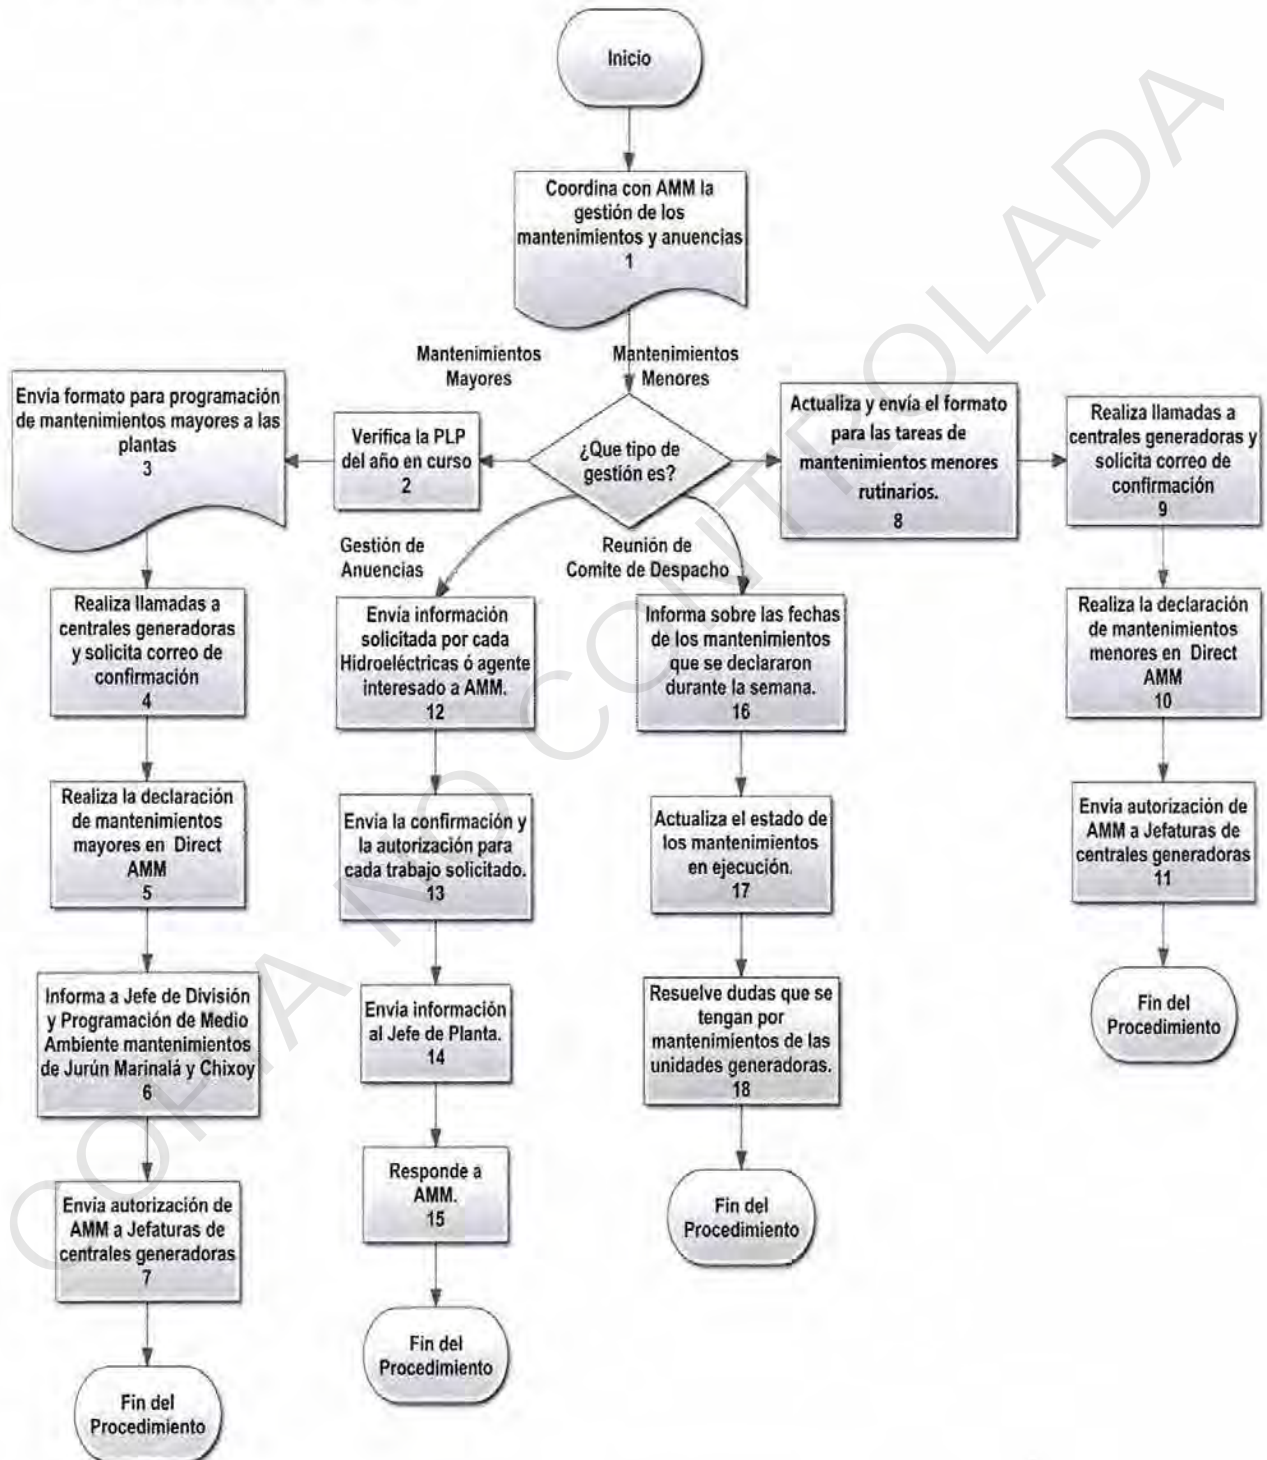 Inicio
Coordina con AMM la
gestión de los
mantenimientos y anuencias
1
Mantenimientos
Mayores
Mantenimientos
Menores
¿Que tipo de
gestión es?
Verifica la PLP
del año en curso
2
Envía formato para programación
de mantenimientos mayores a las
plantas
3
Realiza llamadas a
centrales generadoras
y solicita correo de
confirmación
4
Realiza la declaración
de mantenimientos
mayores en Direct
AMM
5
Informa a Jefe de División
y Programación de Medio
Ambiente mantenimientos
de Jurún Marinalá y Chixoy
6
Envía autorización de
AMM a Jefaturas de
centrales generadoras
7
Fin del
Procedimiento
Gestión de
Anuencias
Envía información
solicitada por cada
Hidroeléctricas ó agente
interesado a AMM.
12
Envía la confirmación y
la autorización para
cada trabajo solicitado.
13
Envía información
al Jefe de Planta.
14
Responde a
AMM.
15
Fin del
Procedimiento
Reunión de
Comite de Despacho
Informa sobre las fechas
de los mantenimientos
que se declararon
durante la semana.
16
Actualiza el estado de
los mantenimientos
en ejecución.
17
Resuelve dudas que se
tengan por
mantenimientos de las
unidades generadoras.
18
Fin del
Procedimiento
Actualiza y envía el formato
para las tareas de
mantenimientos menores
rutinarios.
8
Realiza llamadas a
centrales generadoras y
solicita correo de
confirmación
9
Realiza la declaración
de mantenimientos
menores en Direct
AMM
10
Envía autorización de
AMM a Jefaturas de
centrales generadoras
11
Fin del
Procedimiento
COPIA NO CONTROLADA